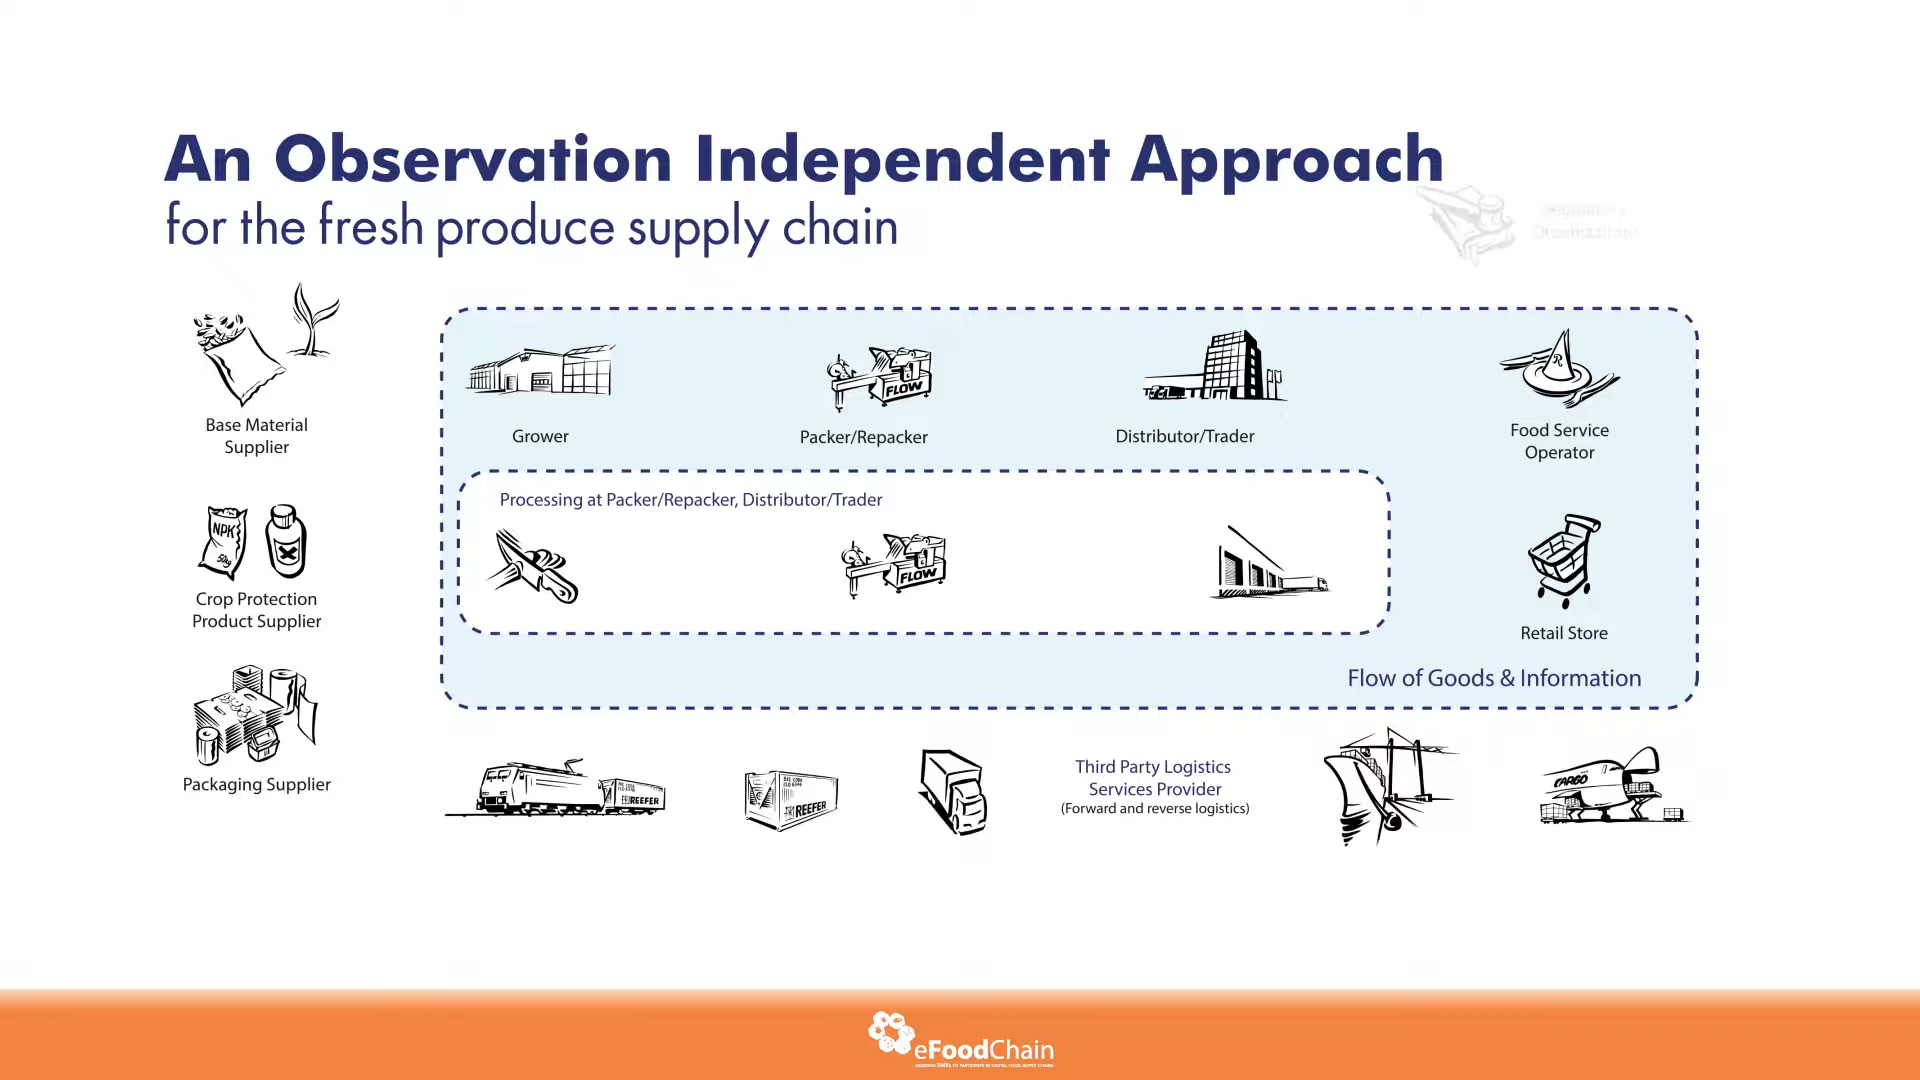 An Observation Independent Approach
for the fresh produce supply chain
Base Material
Supplier
Grower
Packer/Repacker
FLOW
Distributor/Trader
Food Service
Operator
Processing at Packer/Repacker, Distributor/Trader
FLOW
NPK
50kg
Crop Protection
Product Supplier
Retail Store
Flow of Goods & Information
Packaging Supplier
REEFER
REEFER
Third Party Logistics
Services Provider
(Forward and reverse logistics)
CARGO
eFoodChain